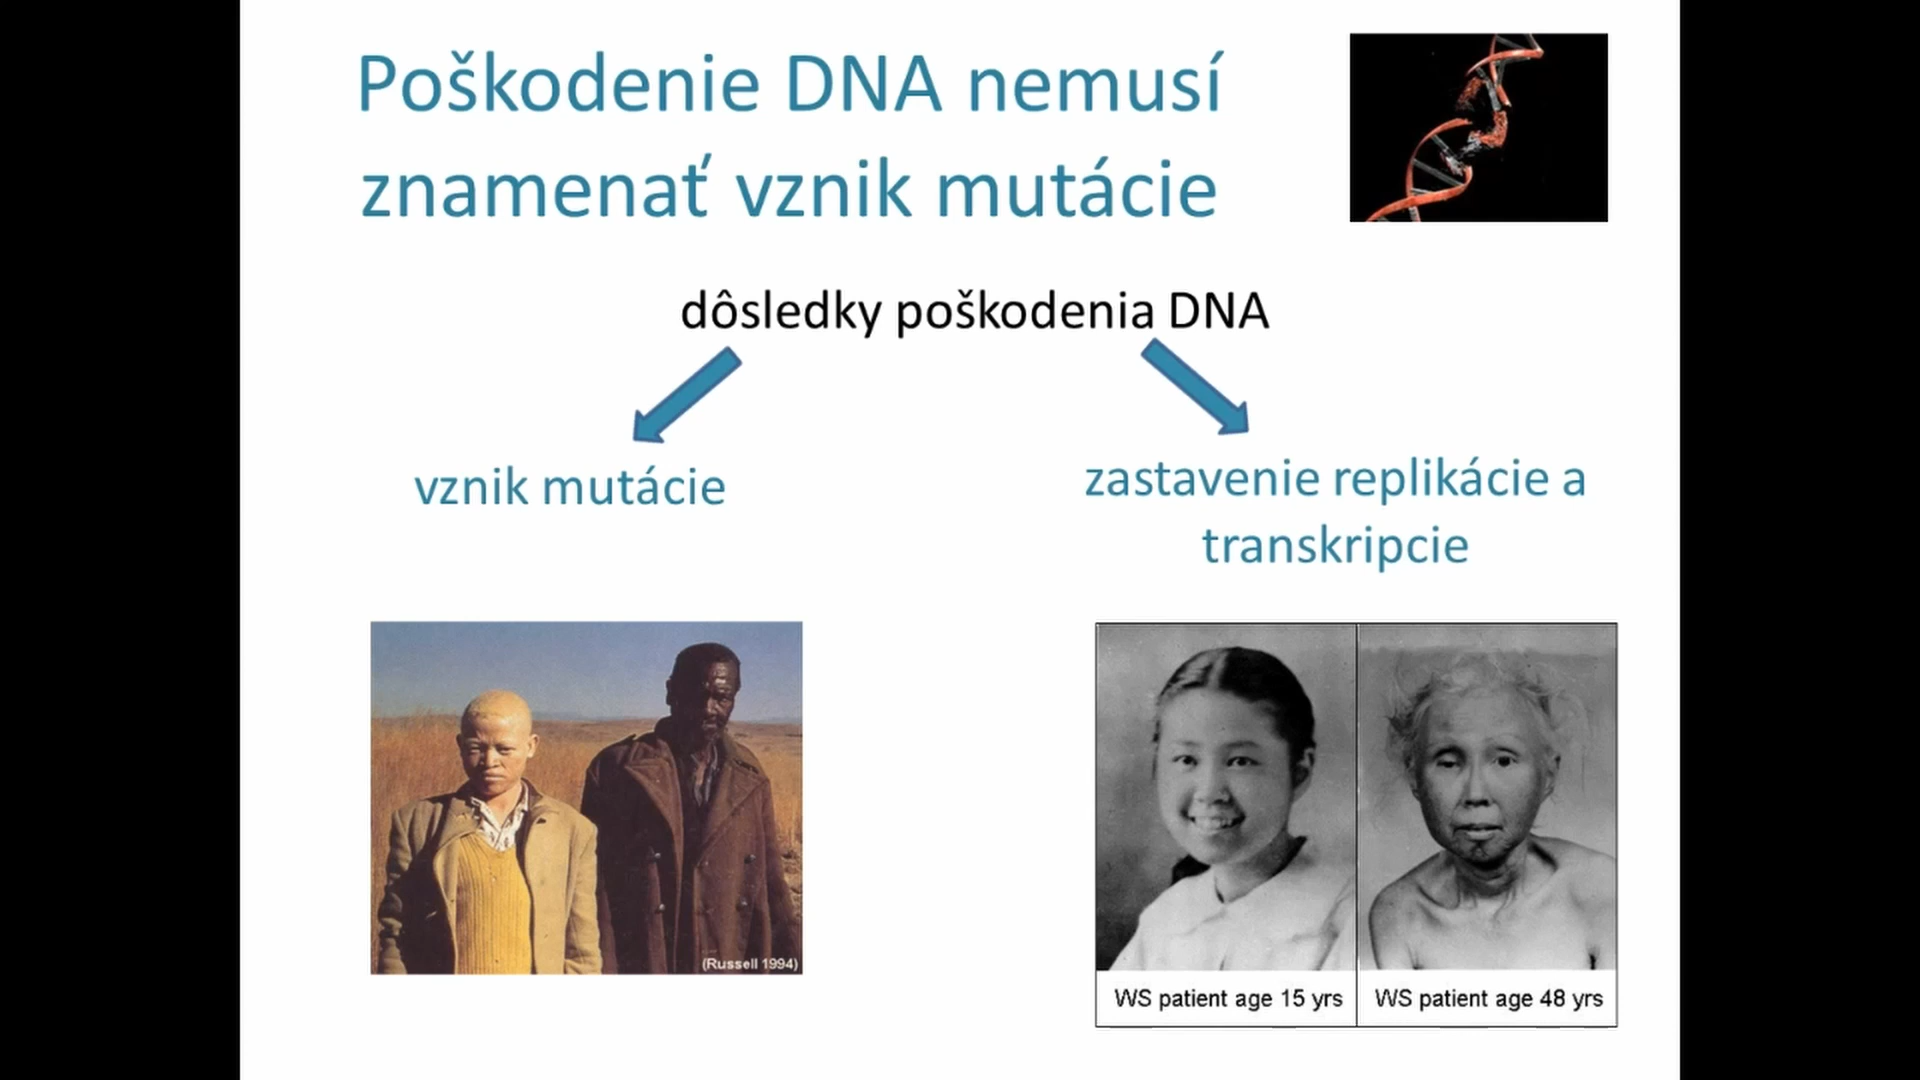 Poškodenie DNA nemusí
znamenať vznik mutácie
dôsledky poškodenia DNA
vznik mutácie
zastavenie replikácie a
transkripcie
(Russell 1994)
WS patient age 15 yrs
WS patient age 48 yrs